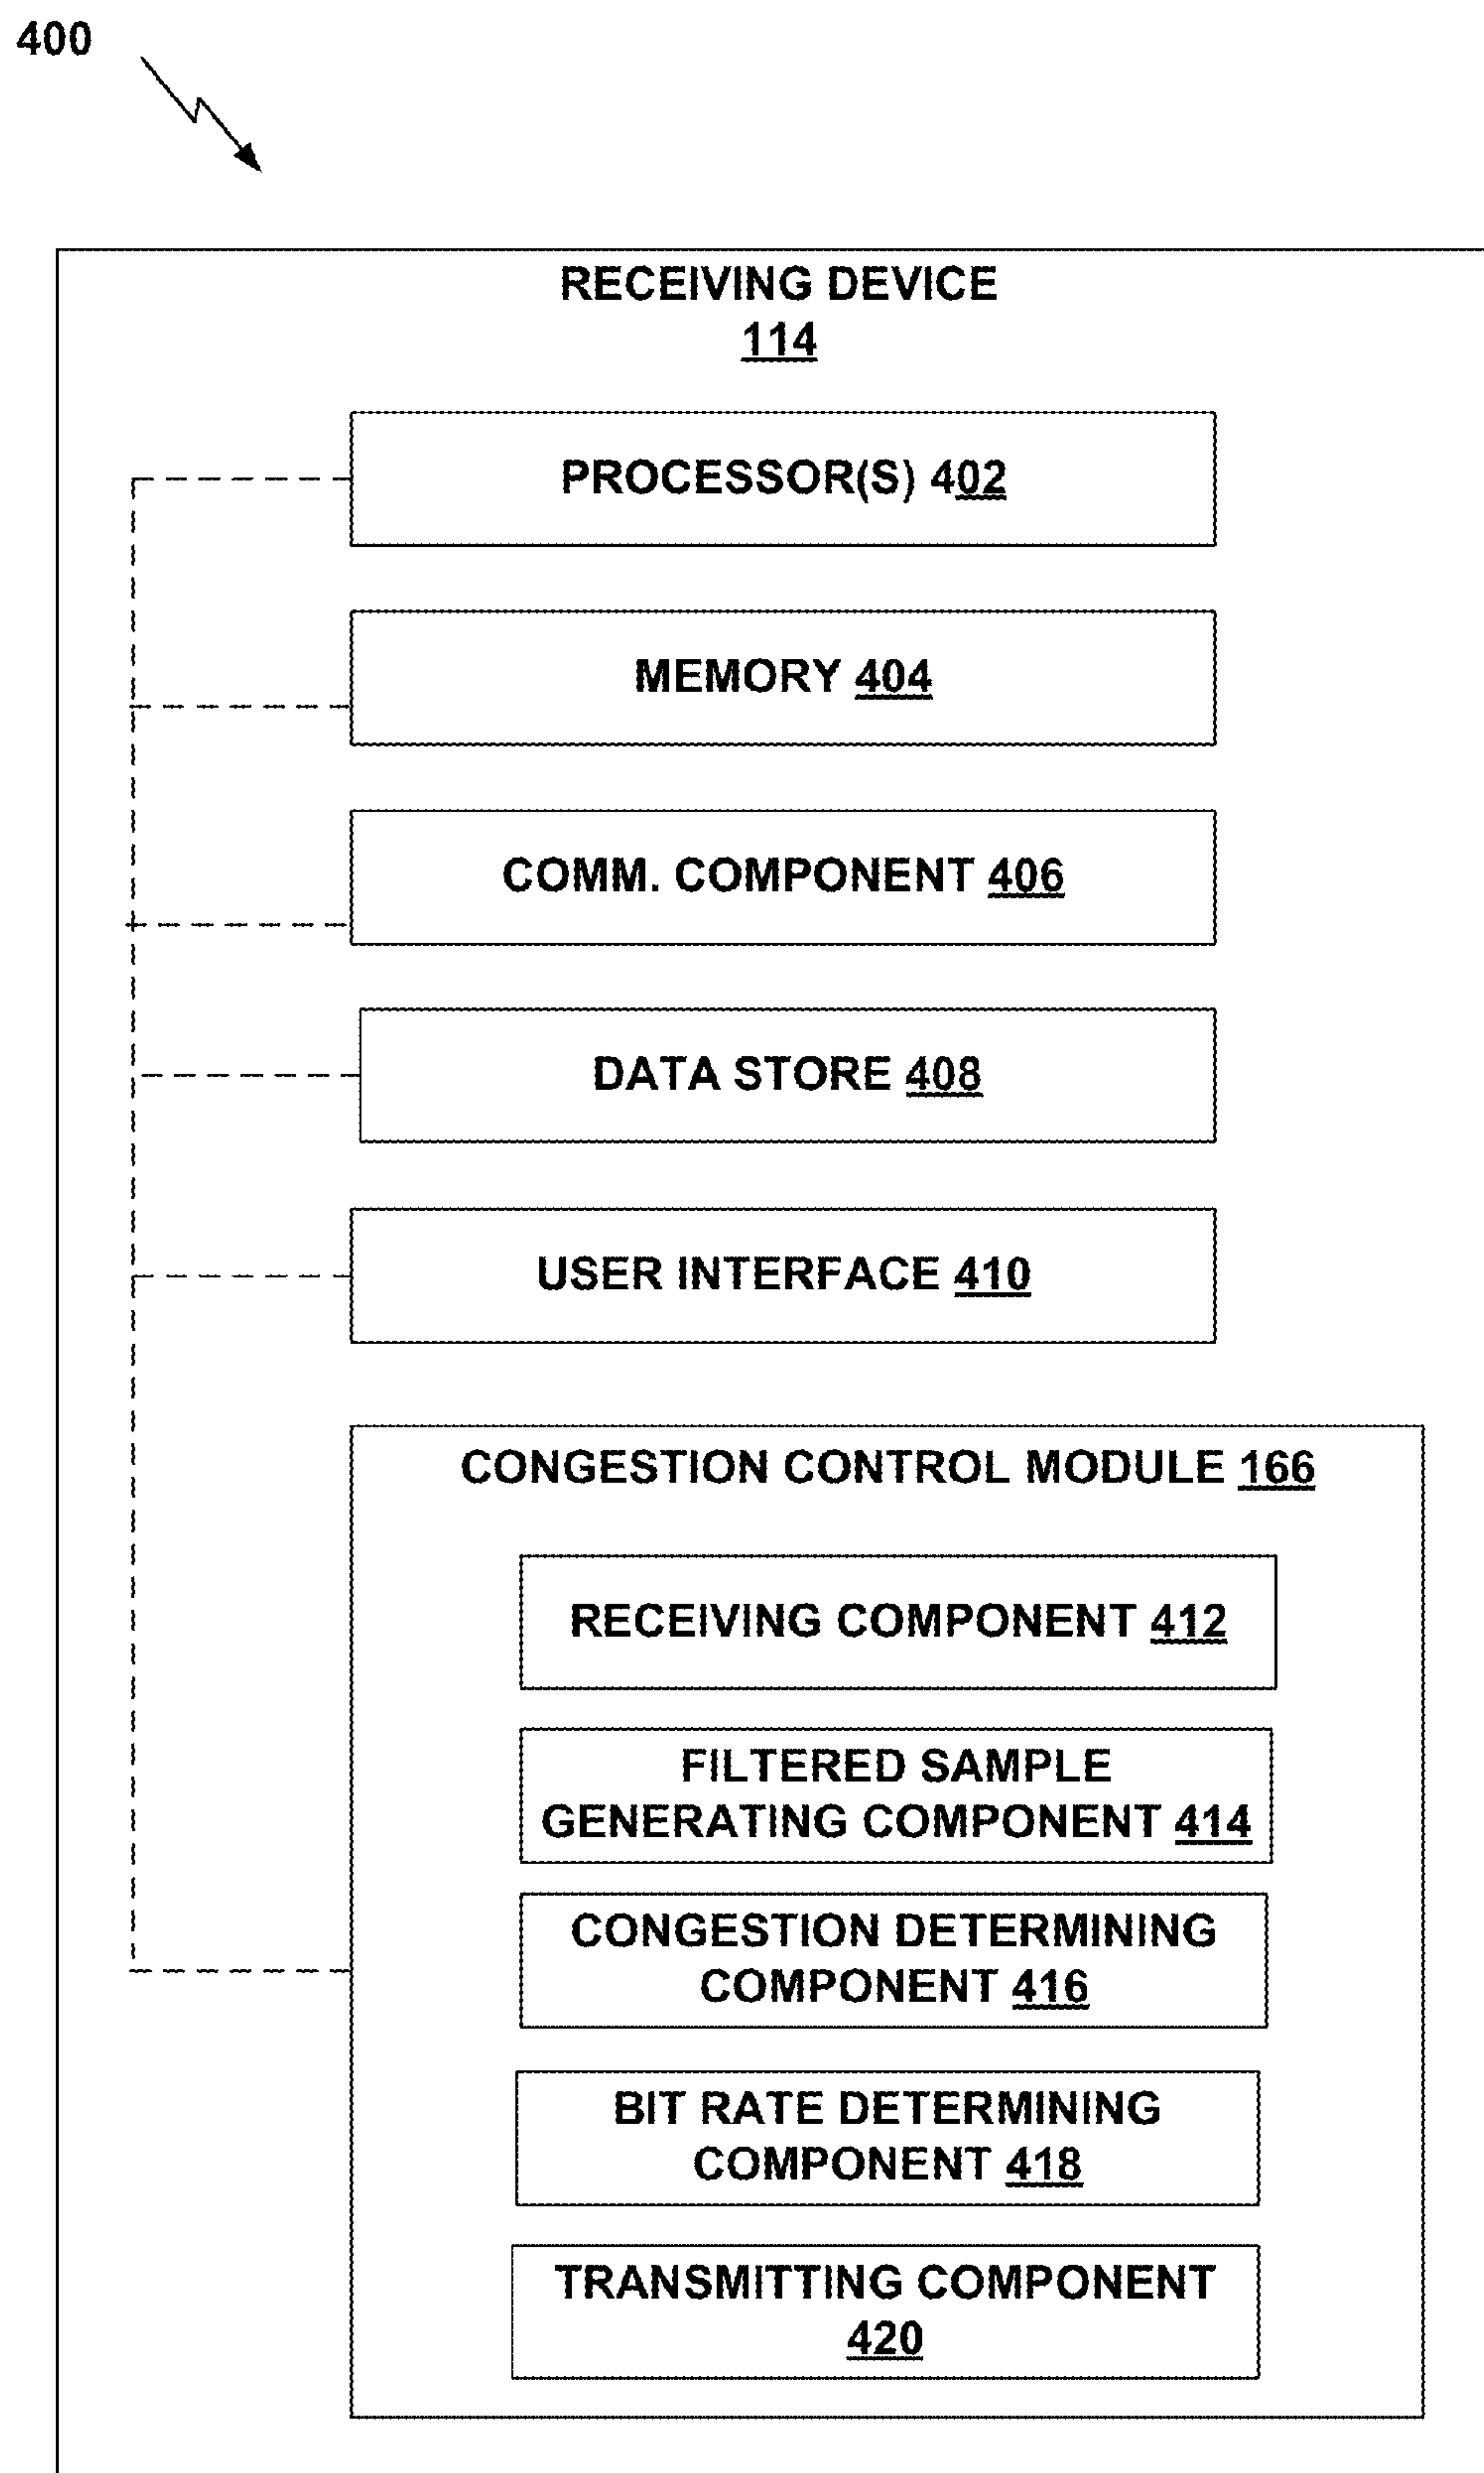 400
RECEIVING DEVICE
114
PROCESSOR(S) 402
MEMORY 404
COMM. COMPONENT 406
DATA STORE 408
USER INTERFACE 410
CONGESTION CONTROL MODULE 166
RECEIVING COMPONENT 412
FILTERED SAMPLE
GENERATING COMPONENT 414
CONGESTION DETERMINING
COMPONENT 416
BIT RATE DETERMINING
COMPONENT 418
TRANSMITTING COMPONENT
420